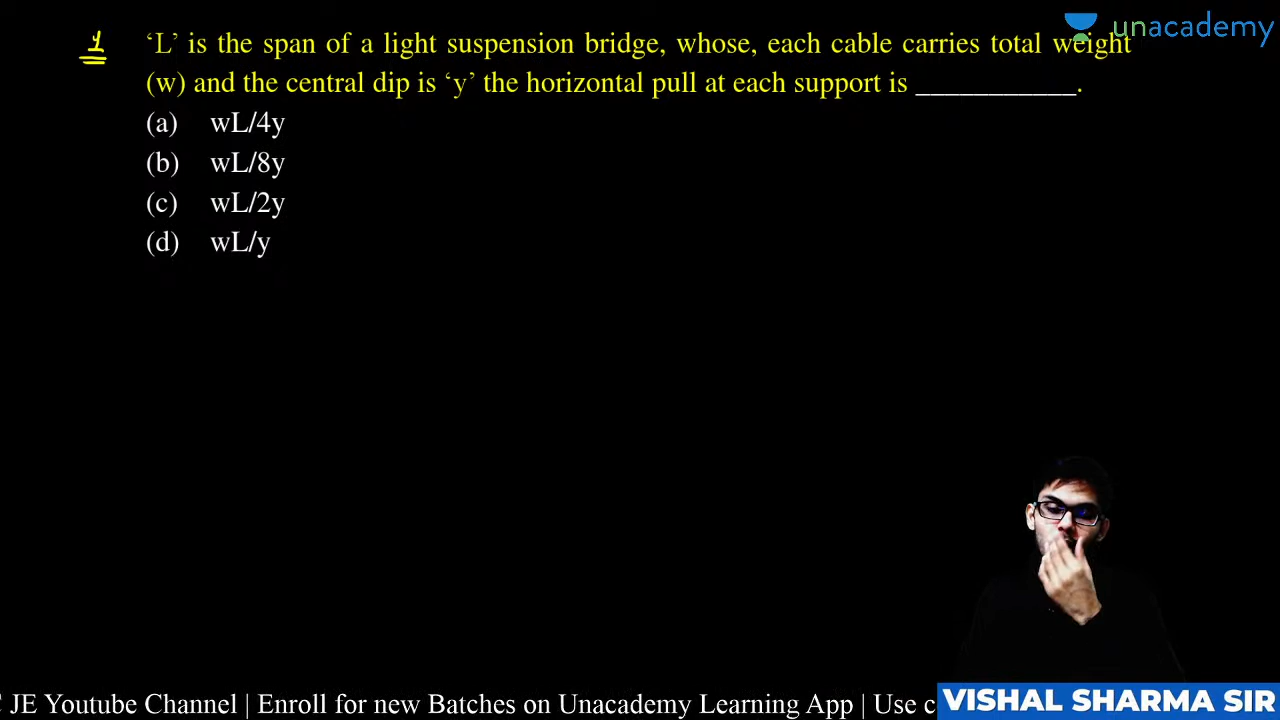 unacademy
1 'L' is the span of a light suspension bridge, whose, each cable carries total weight
(w) and the central dip is 'y' the horizontal pull at each support is ___________.
(a) wL/4y
(b) wL/8y
(c) wL/2y
(d) wL/y
JE Youtube Channel | Enroll for new Batches on Unacademy Learning App | Use
VISHAL SHARMA SIR